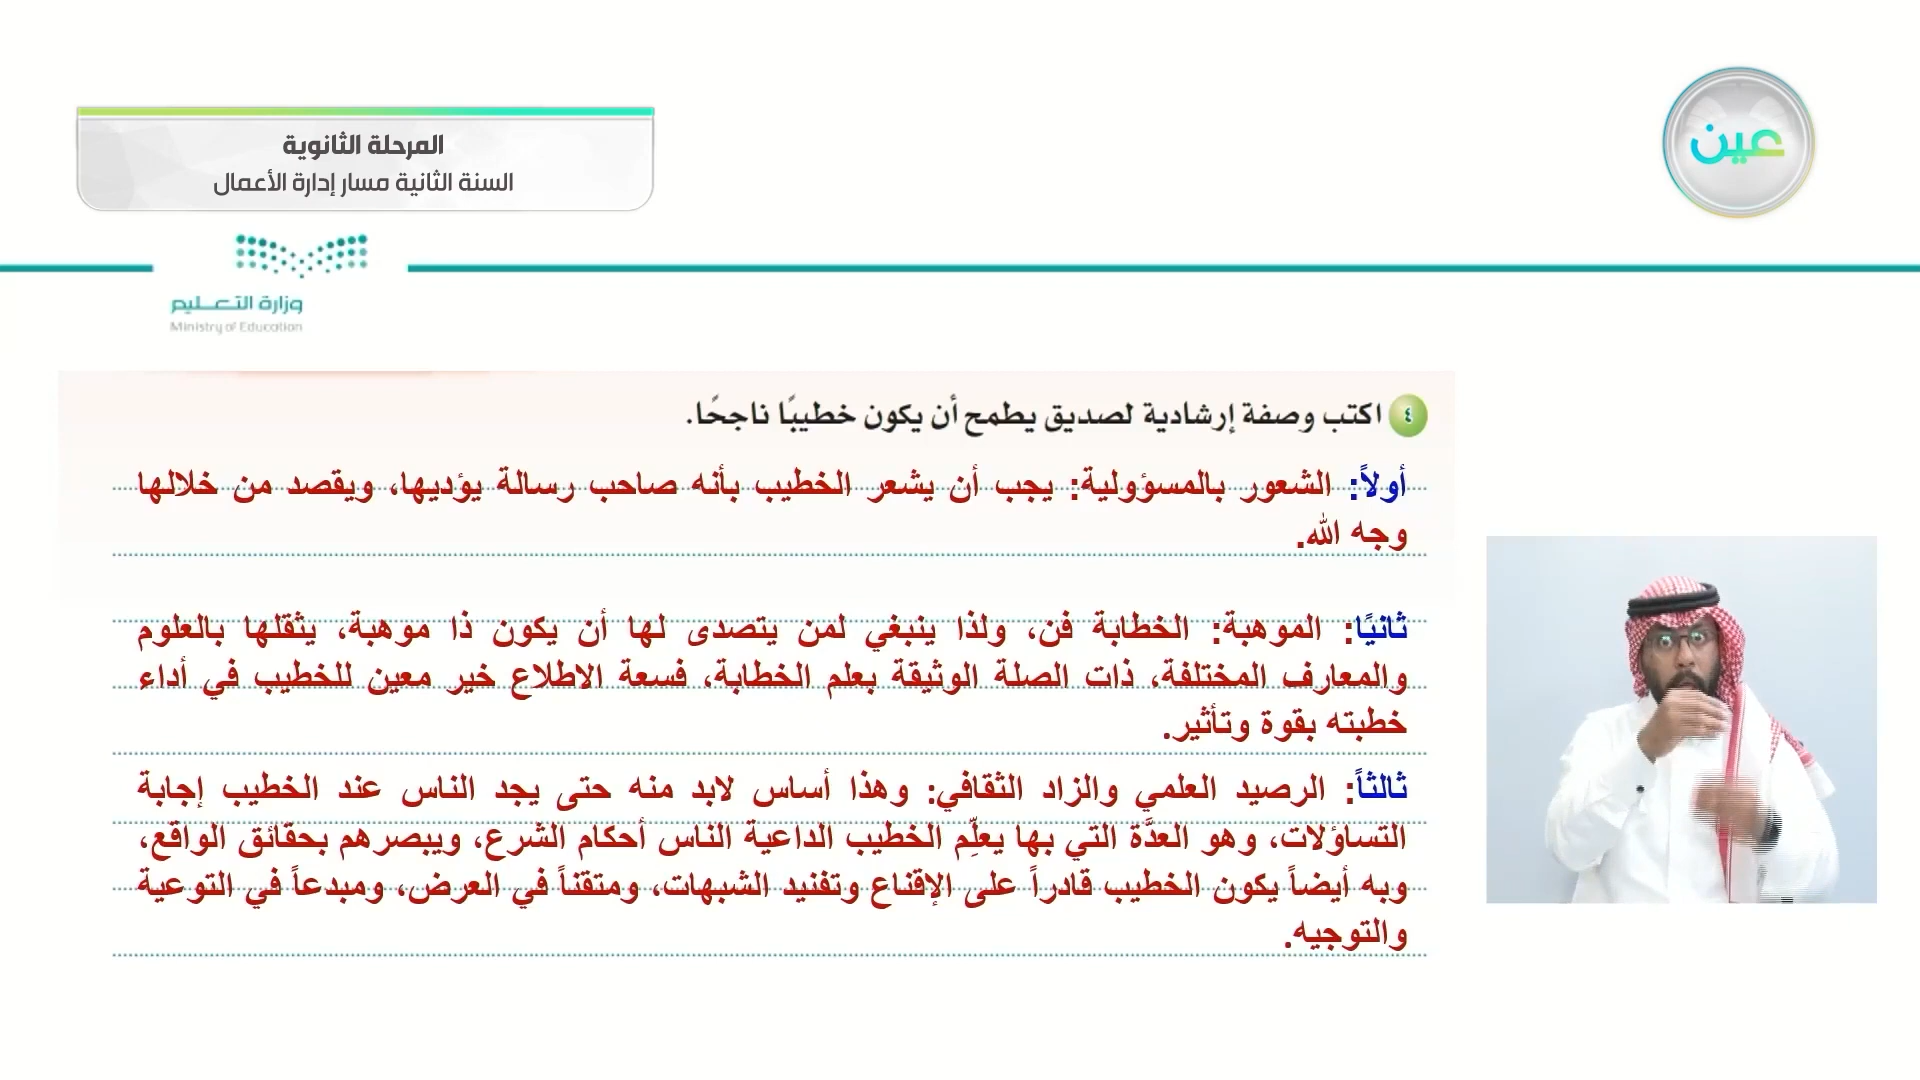 المرحلة الثانوية
السنة الثانية مسار إدارة الأعمال
عين
وزارة التعليم
Ministry of Education
٤ اكتب وصفة إرشادية لصديق يطمح أن يكون خطيبًا ناجحًا.
أولاً: الشعور بالمسؤولية: يجب أن يشعر الخطيب بأنه صاحب رسالة يؤديها، ويقصد من خلالها
وجه الله.
ثانيًا: الموهبة: الخطابة فن، ولذا ينبغي لمن يتصدى لها أن يكون ذا موهبة، يثقلها بالعلوم
والمعارف المختلفة، ذات الصلة الوثيقة بعلم الخطابة، فسعة الاطلاع خير معين للخطيب في أداء
خطبته بقوة وتأثير.
ثالثاً: الرصيد العلمي والزاد الثقافي: وهذا أساس لابد منه حتى يجد الناس عند الخطيب إجابة
التساؤلات، وهو العدَّة التي بها يعلِّم الخطيب الداعية الناس أحكام الشرع، ويبصرهم بحقائق الواقع،
وبه أيضاً يكون الخطيب قادراً على الإقناع وتفنيد الشبهات، ومتقناً في العرض، ومبدعاً في التوعية
والتوجيه.